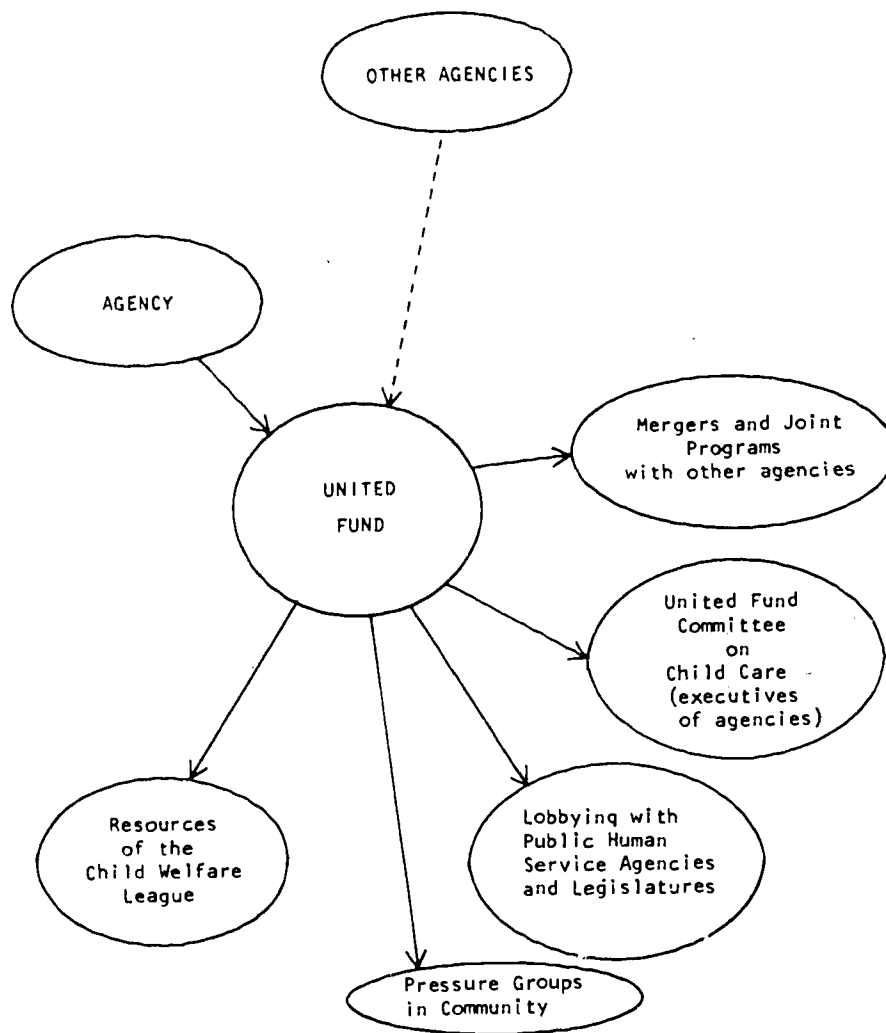 OTHER AGENCIES
AGENCY
UNITED
FUND
Mergers and Joint
Programs
with other agencies
United Fund
Committee
on
Child Care
(executives
of agencies)
Resources
of the
Child Welfare
League
Lobbying with
Public Human
Service Agencies
and Legislatures
Pressure Groups
in Community